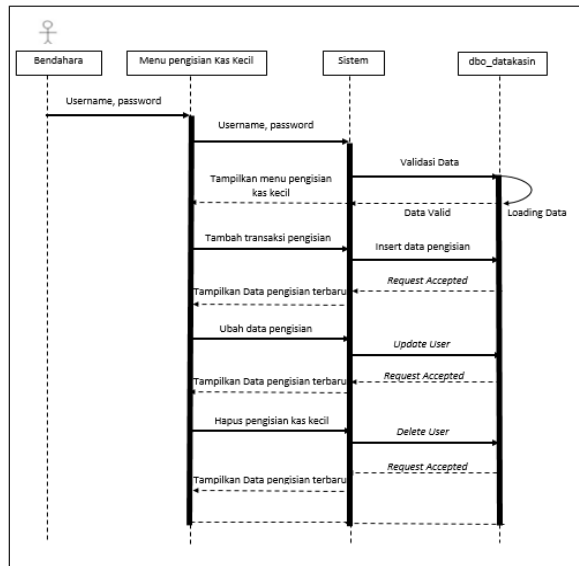 Bendahara
Menu pengisian Kas Kecil
Sistem
dbo_datakasin
Username, password
Username, password
Validasi Data
Tampilkan menu pengisian
kas kecil
Data Valid
Loading Data
Tambah transaksi pengisian
Insert data pengisian
Request Accepted
Tampilkan Data pengisian terbaru
Ubah data pengisian
Update User
Request Accepted
Tampilkan Data pengisian terbaru
Hapus pengisian kas kecil
Delete User
Request Accepted
Tampilkan Data pengisian terbaru